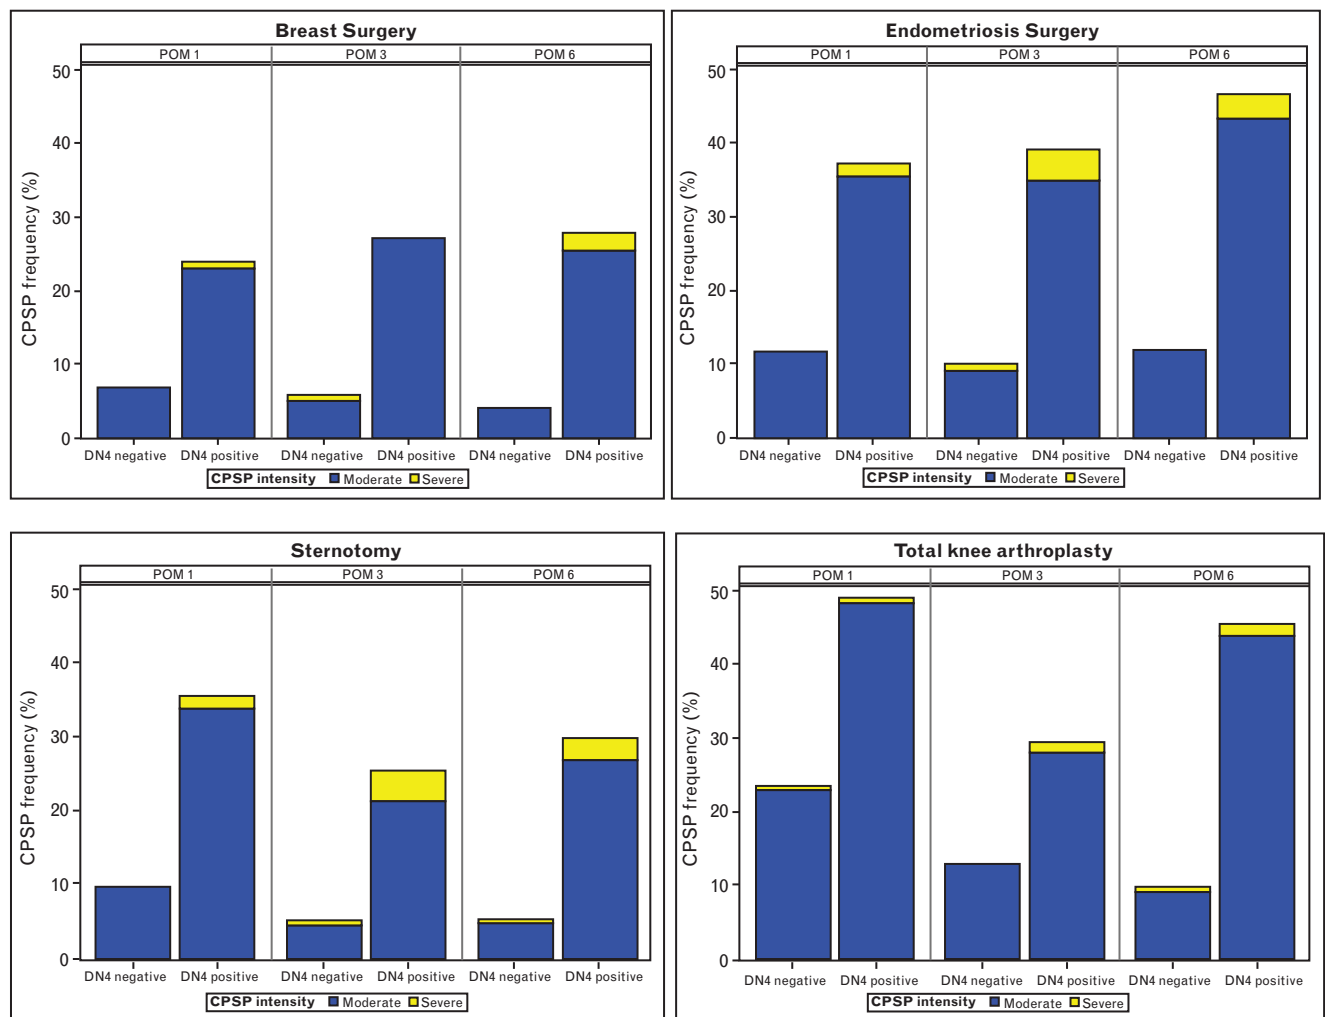 Breast Surgery
POM 1 POM 3 POM 6
50
40
30
20
10
0
CPSP frequency (%)
DN4 negative DN4 positive DN4 negative DN4 positive DN4 negative DN4 positive
CPSP intensity Moderate Severe
Endometriosis Surgery
POM 1 POM 3 POM 6
50
40
30
20
10
0
CPSP frequency (%)
DN4 negative DN4 positive DN4 negative DN4 positive DN4 negative DN4 positive
CPSP intensity Moderate Severe
Sternotomy
POM 1 POM 3 POM 6
50
40
30
20
10
0
CPSP frequency (%)
DN4 negative DN4 positive DN4 negative DN4 positive DN4 negative DN4 positive
CPSP intensity Moderate Severe
Total knee arthroplasty
POM 1 POM 3 POM 6
50
40
30
20
10
0
CPSP frequency (%)
DN4 negative DN4 positive DN4 negative DN4 positive DN4 negative DN4 positive
CPSP intensity Moderate Severe